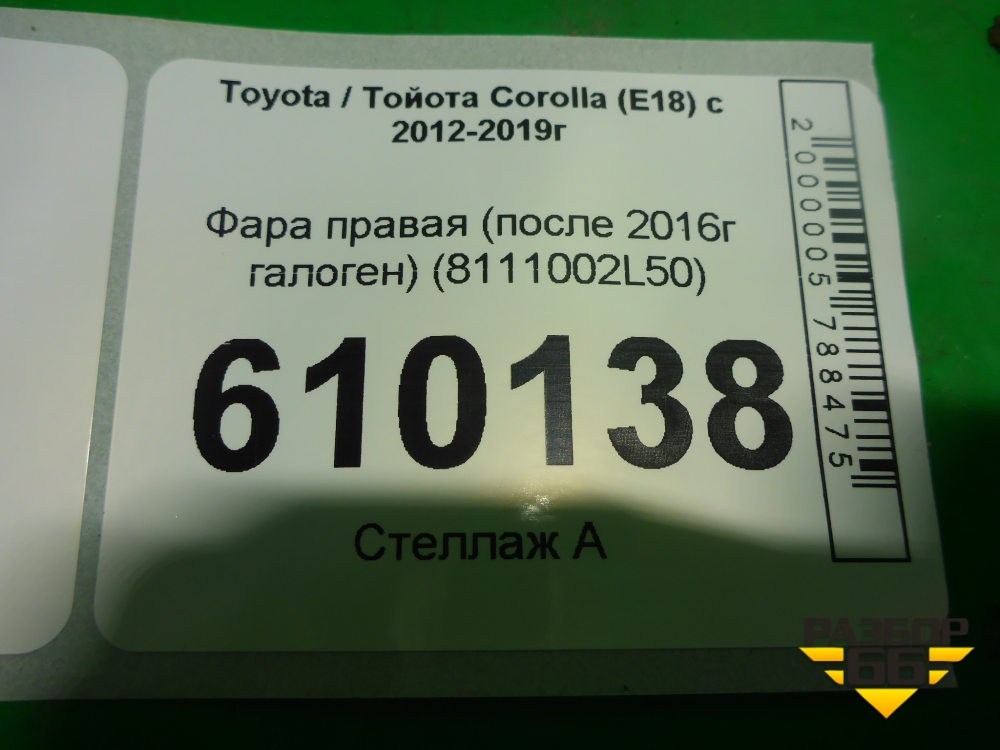 Toyota / Тойота Corolla (E18) с
2012-2019г
Фара правая (после 2016г
галоген) (8111002L50)
610138
Стеллаж А
2000005788475
РАЗБОР
66